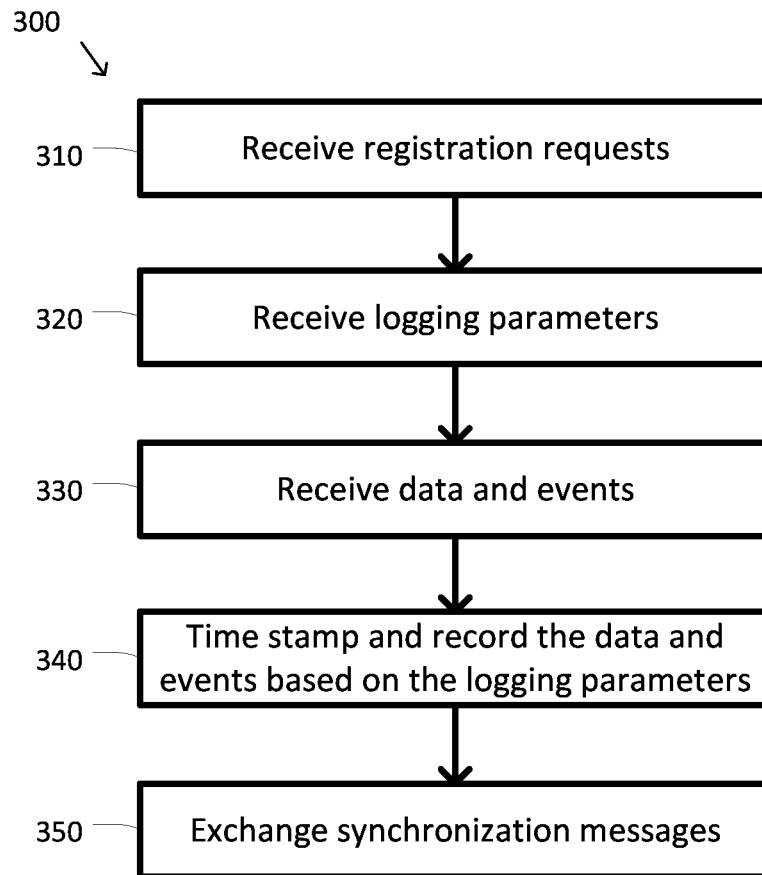 300
310
Receive registration requests
320
Receive logging parameters
330
Receive data and events
340
Time stamp and record the data and
events based on the logging parameters
350
Exchange synchronization messages